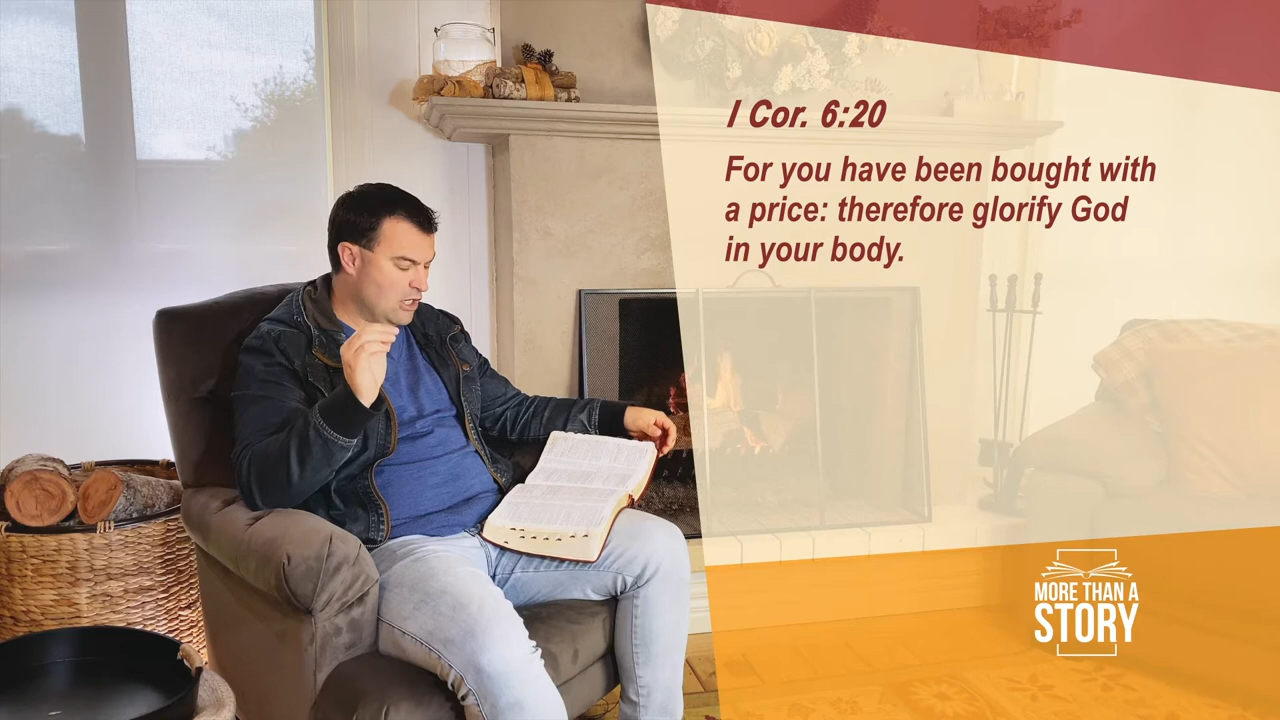 I Cor. 6:20
For you have been bought with
a price: therefore glorify God
in your body.
MORE THAN A
STORY